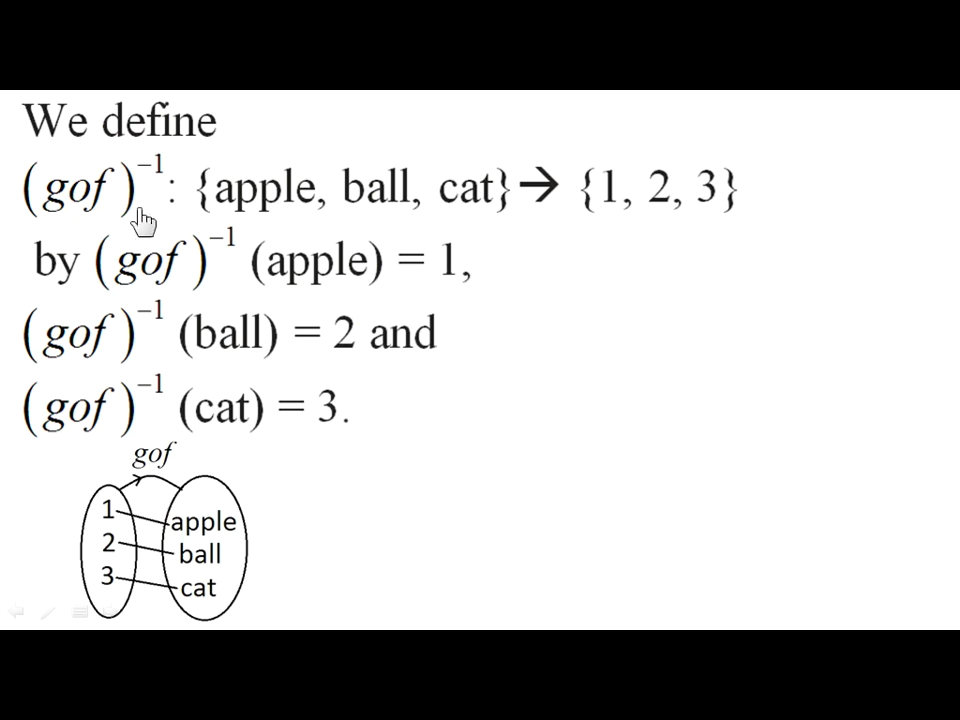 We define
(gof)⁻¹: {apple, ball, cat}→ {1, 2, 3}
by (gof)⁻¹ (apple) = 1,
(gof)⁻¹ (ball) = 2 and
(gof)⁻¹ (cat) = 3.
gof
1 apple
2 ball
3 cat